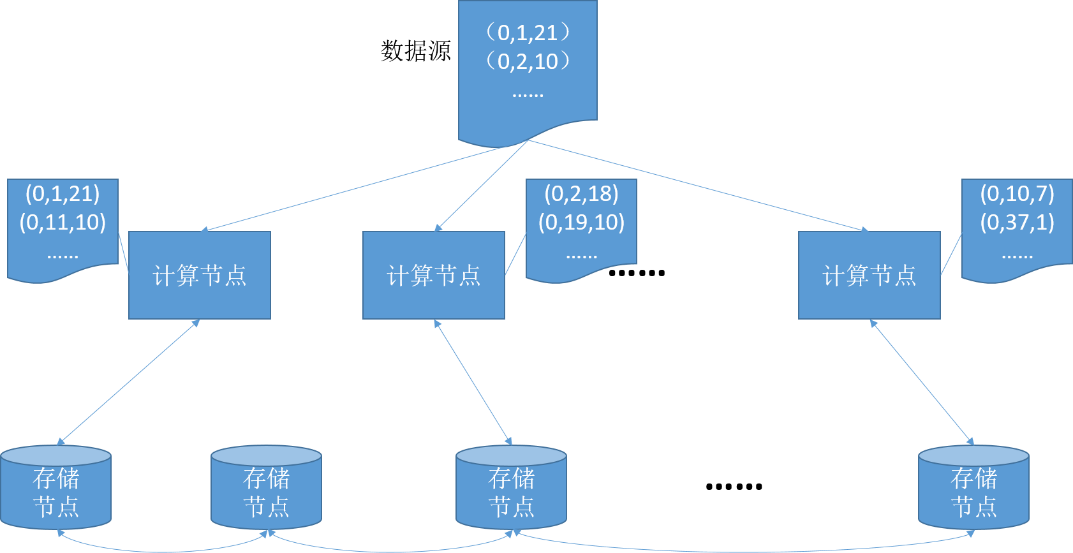 数据源
（0,1,21）
（0,2,10）
……
(0,1,21)
(0,11,10)
……
计算节点
(0,2,18)
(0,19,10)
……
计算节点
……
(0,10,7)
(0,37,1)
……
计算节点
存储
节点
存储
节点
存储
节点
……
存储
节点